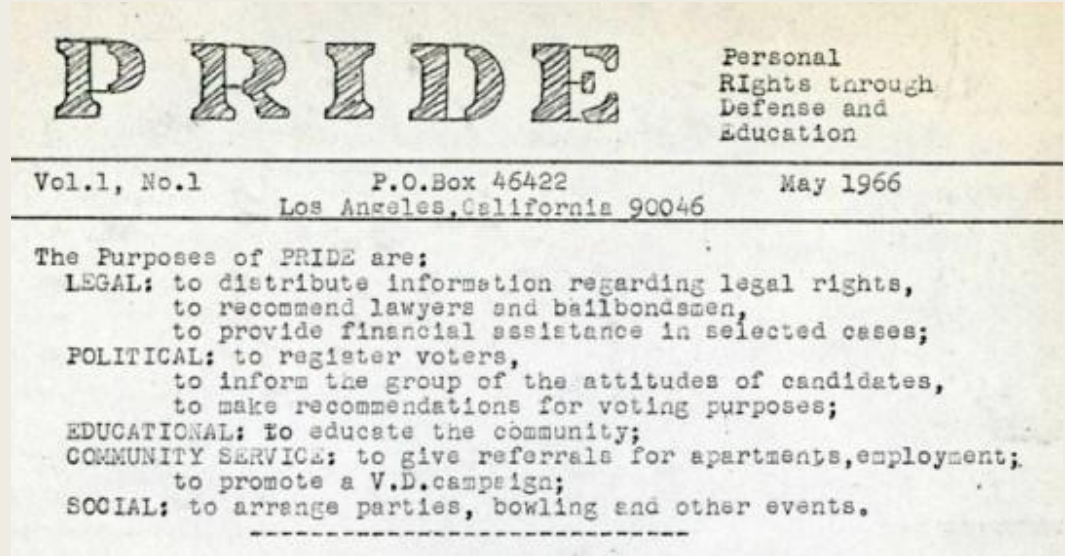 PRIDE
Personal
RIghts through
Defense and
Education
Vol.1, No.1 P.O.Box 46422 May 1966
Los Angeles,California 90046
The Purposes of PRIDE are:
LEGAL: to distribute information regarding legal rights,
to recommend lawyers and bailbondsmen,
to provide financial assistance in selected cases;
POLITICAL: to register voters,
to inform the group of the attitudes of candidates,
to make recommendations for voting purposes;
EDUCATIONAL: to educate the community;
COMMUNITY SERVICE: to give referrals for apartments,employment;
to promote a V.D.campaign;
SOCIAL: to arrange parties, bowling and other events.
-----------------------------